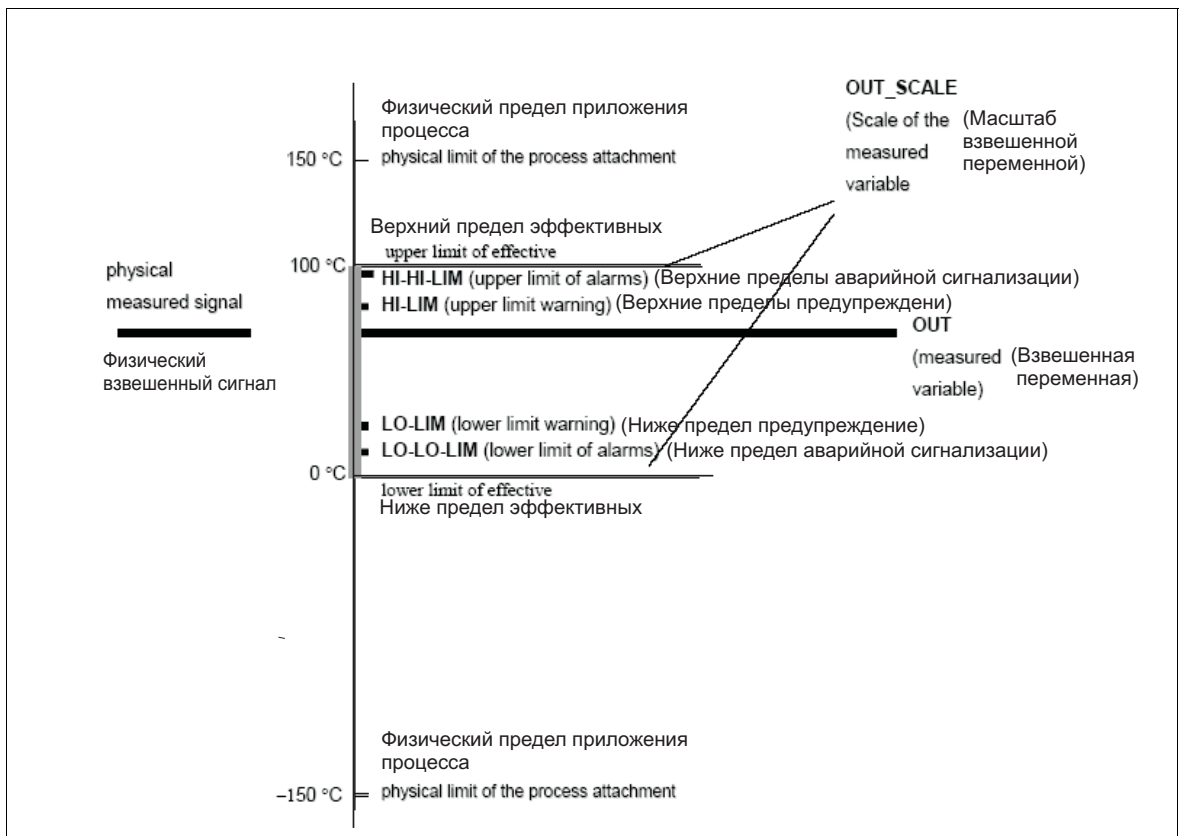 Физический предел приложения
процесса
150 °C
physical limit of the process attachment
OUT_SCALE
(Scale of the
measured
variable
(Масштаб
взвешенной
переменной)
Верхний предел эффективных
upper limit of effective
100 °C
HI-HI-LIM (upper limit of alarms) (Верхние пределы аварийной сигнализации)
HI-LIM (upper limit warning) (Верхние пределы предупреждени)
physical
measured signal
Физический
взвешенный сигнал
OUT
(measured
variable)
(Взвешенная
переменная)
LO-LIM (lower limit warning) (Ниже предел предупреждение)
LO-LO-LIM (lower limit of alarms) (Ниже предел аварийной сигнализации)
0 °C
lower limit of effective
Ниже предел эффективных
Физический предел приложения
процесса
–150 °C
physical limit of the process attachment